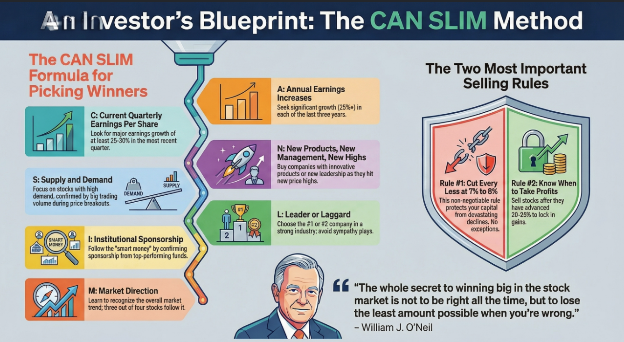 An Investor's Blueprint: The CAN SLIM Method
The CAN SLIM
Formula for
Picking Winners
C: Current Quarterly
Earnings Per Share
Look for major earnings growth of
at least 25-30% in the most recent
quarter.
A: Annual Earnings
Increases
Seek significant growth (25%+) in
each of the last three years.
N: New Products, New
Management, New Highs
Buy companies with innovative
products or new leadership as they hit
new price highs.
S: Supply and Demand
Focus on stocks with high
demand, confirmed by big trading
volume during price breakouts.
DEMAND
SUPPLY
L: Leader or Laggard
Choose the #1 or #2 company in a
strong industry; avoid sympathy plays.
#1
2
1
3
I: Institutional Sponsorship
Follow the "smart money" by confirming
sponsorship from top-performing funds.
SMART
MONEY
M: Market Direction
Learn to recognize the overall market
trend; three out of four stocks follow it.
The Two Most Important
Selling Rules
Rule #1: Cut Every
Less at 7% to 8%
This non-negotiable rule
protects your capital
from devastating
declines. No
exceptions.
Rule #2: Know When
to Take Profits
Sell stocks after they
have advanced
20-25% to lock in
gains.
"The whole secret to winning big in the stock
market is not to be right all the time, but to lose
the least amount possible when you're wrong."
– William J. O'Neil